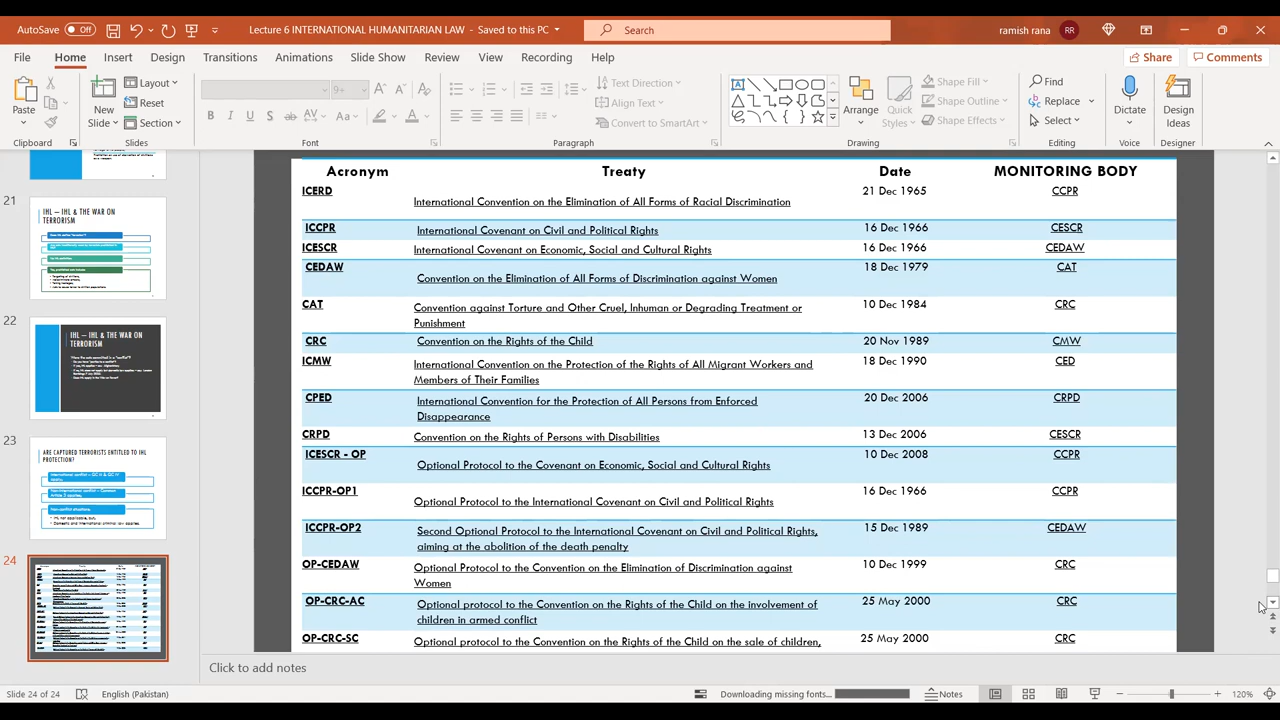 AutoSave Off Lecture 6 INTERNATIONAL HUMANITARIAN LAW - Saved to this PC Search ramish rana RR
File Home Insert Design Transitions Animations Slide Show Review View Recording Help Share Comments
Paste New Slide Layout Reset Section 9+ Text Direction Align Text Convert to SmartArt Arrange Quick Styles Shape Fill Shape Outline Shape Effects Find Replace Select Dictate Design Ideas
Clipboard Slides Font Paragraph Drawing Editing Voice Designer
21
IHL – IHL & THE WAR ON TERRORISM
22
IHL – IHL & THE WAR ON TERRORISM
23
ARE CAPTURED TERRORISTS ENTITLED TO IHL PROTECTION?
24
Acronym Treaty Date MONITORING BODY
ICERD International Convention on the Elimination of All Forms of Racial Discrimination 21 Dec 1965 CCPR
ICCPR International Covenant on Civil and Political Rights 16 Dec 1966 CESCR
ICESCR International Covenant on Economic, Social and Cultural Rights 16 Dec 1966 CEDAW
CEDAW Convention on the Elimination of All Forms of Discrimination against Women 18 Dec 1979 CAT
CAT Convention against Torture and Other Cruel, Inhuman or Degrading Treatment or 10 Dec 1984 CRC
Punishment
CRC Convention on the Rights of the Child 20 Nov 1989 CMW
ICMW International Convention on the Protection of the Rights of All Migrant Workers and 18 Dec 1990 CED
Members of Their Families
CPED International Convention for the Protection of All Persons from Enforced 20 Dec 2006 CRPD
Disappearance
CRPD Convention on the Rights of Persons with Disabilities 13 Dec 2006 CESCR
ICESCR - OP Optional Protocol to the Covenant on Economic, Social and Cultural Rights 10 Dec 2008 CCPR
ICCPR-OP1 Optional Protocol to the International Covenant on Civil and Political Rights 16 Dec 1966 CCPR
ICCPR-OP2 Second Optional Protocol to the International Covenant on Civil and Political Rights, 15 Dec 1989 CEDAW
aiming at the abolition of the death penalty
OP-CEDAW Optional Protocol to the Convention on the Elimination of Discrimination against 10 Dec 1999 CRC
Women
OP-CRC-AC Optional protocol to the Convention on the Rights of the Child on the involvement of 25 May 2000 CRC
children in armed conflict
OP-CRC-SC Optional protocol to the Convention on the Rights of the Child on the sale of children, 25 May 2000 CRC
Click to add notes
Slide 24 of 24 English (Pakistan) Downloading missing fonts... Notes 120%